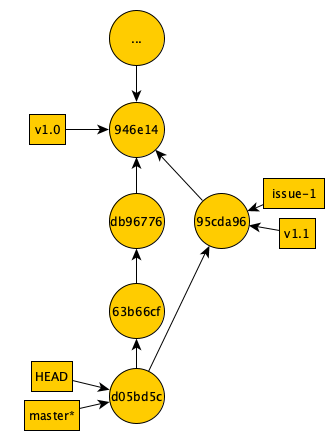 ...
v1.0
946e14
issue-1
db96776
95cda96
v1.1
63b66cf
HEAD
d05bd5c
master*